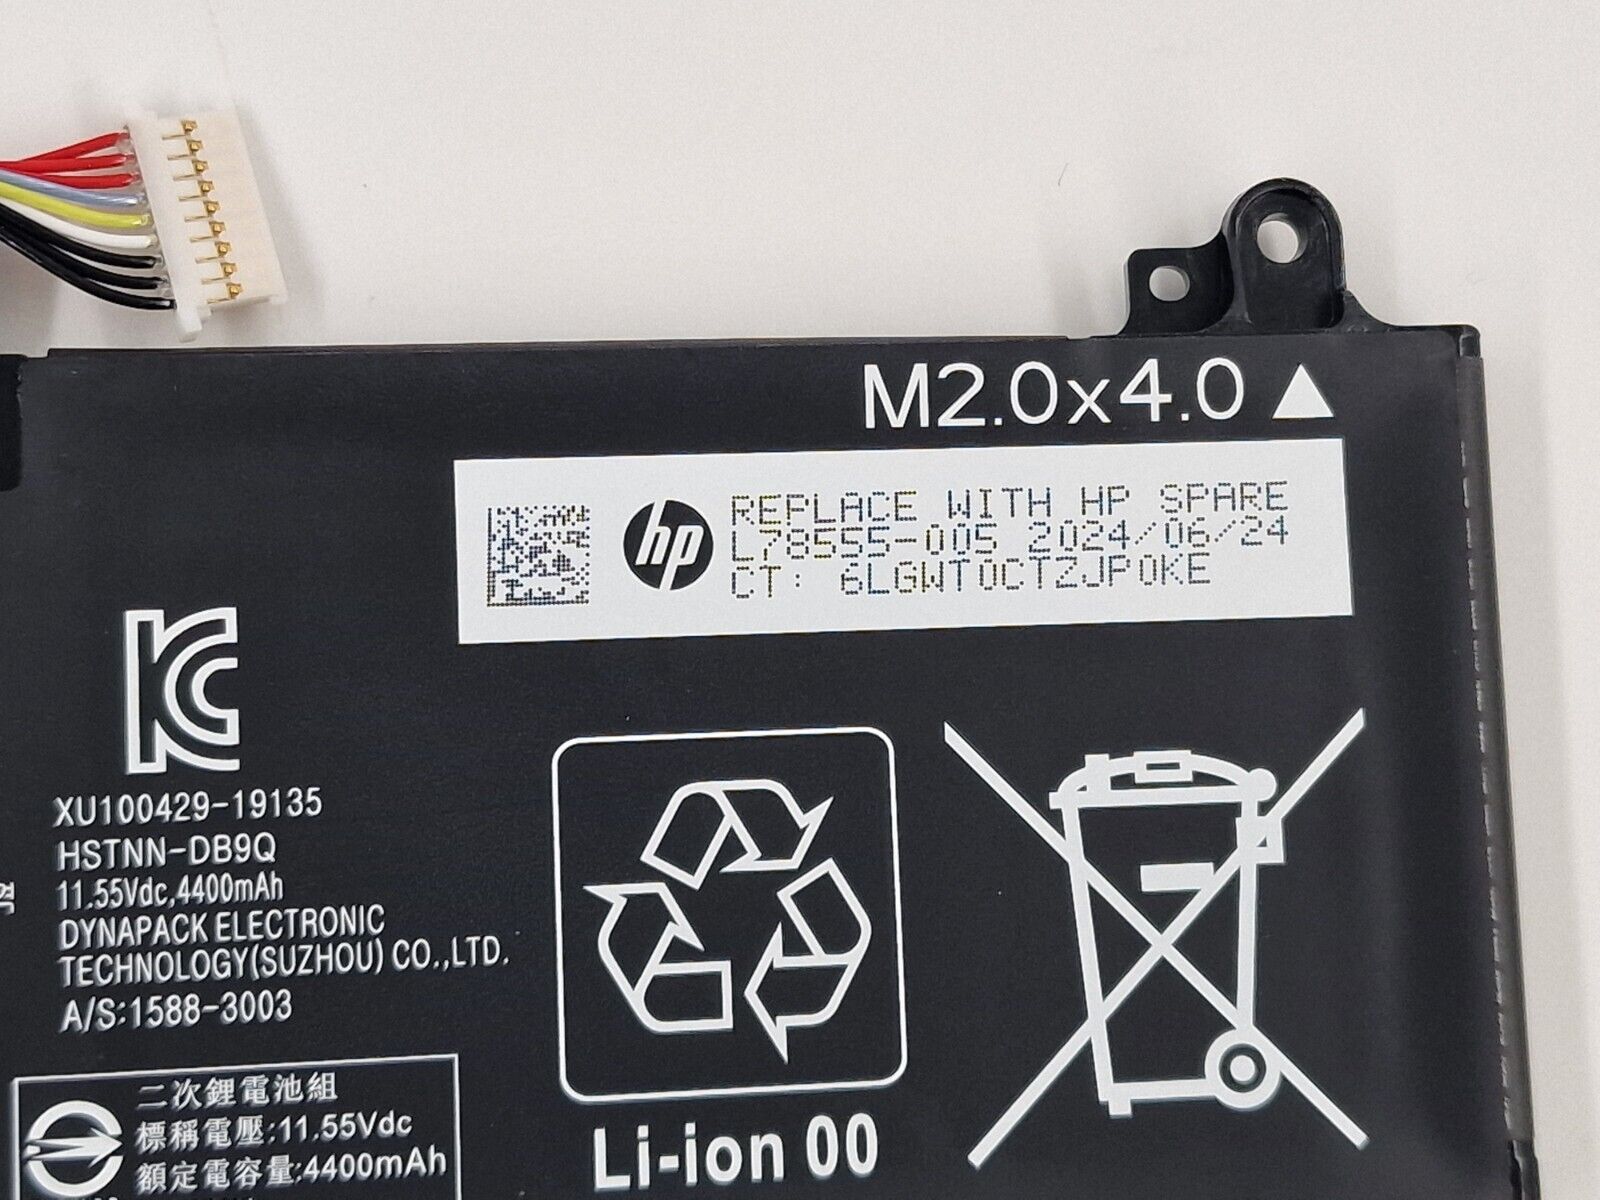 M2.0x4.0
hp
REPLACE WITH HP SPARE
L78555-005 2024/06/24
CT: 6LGWT0CTZJP0KE
XU100429-19135
HSTNN-DB9Q
11.55Vdc,4400mAh
DYNAPACK ELECTRONIC
TECHNOLOGY(SUZHOU) CO.,LTD.
A/S:1588-3003
二次鋰電池組
標稱電壓:11.55Vdc
額定電容量:4400mAh
Li-ion 00